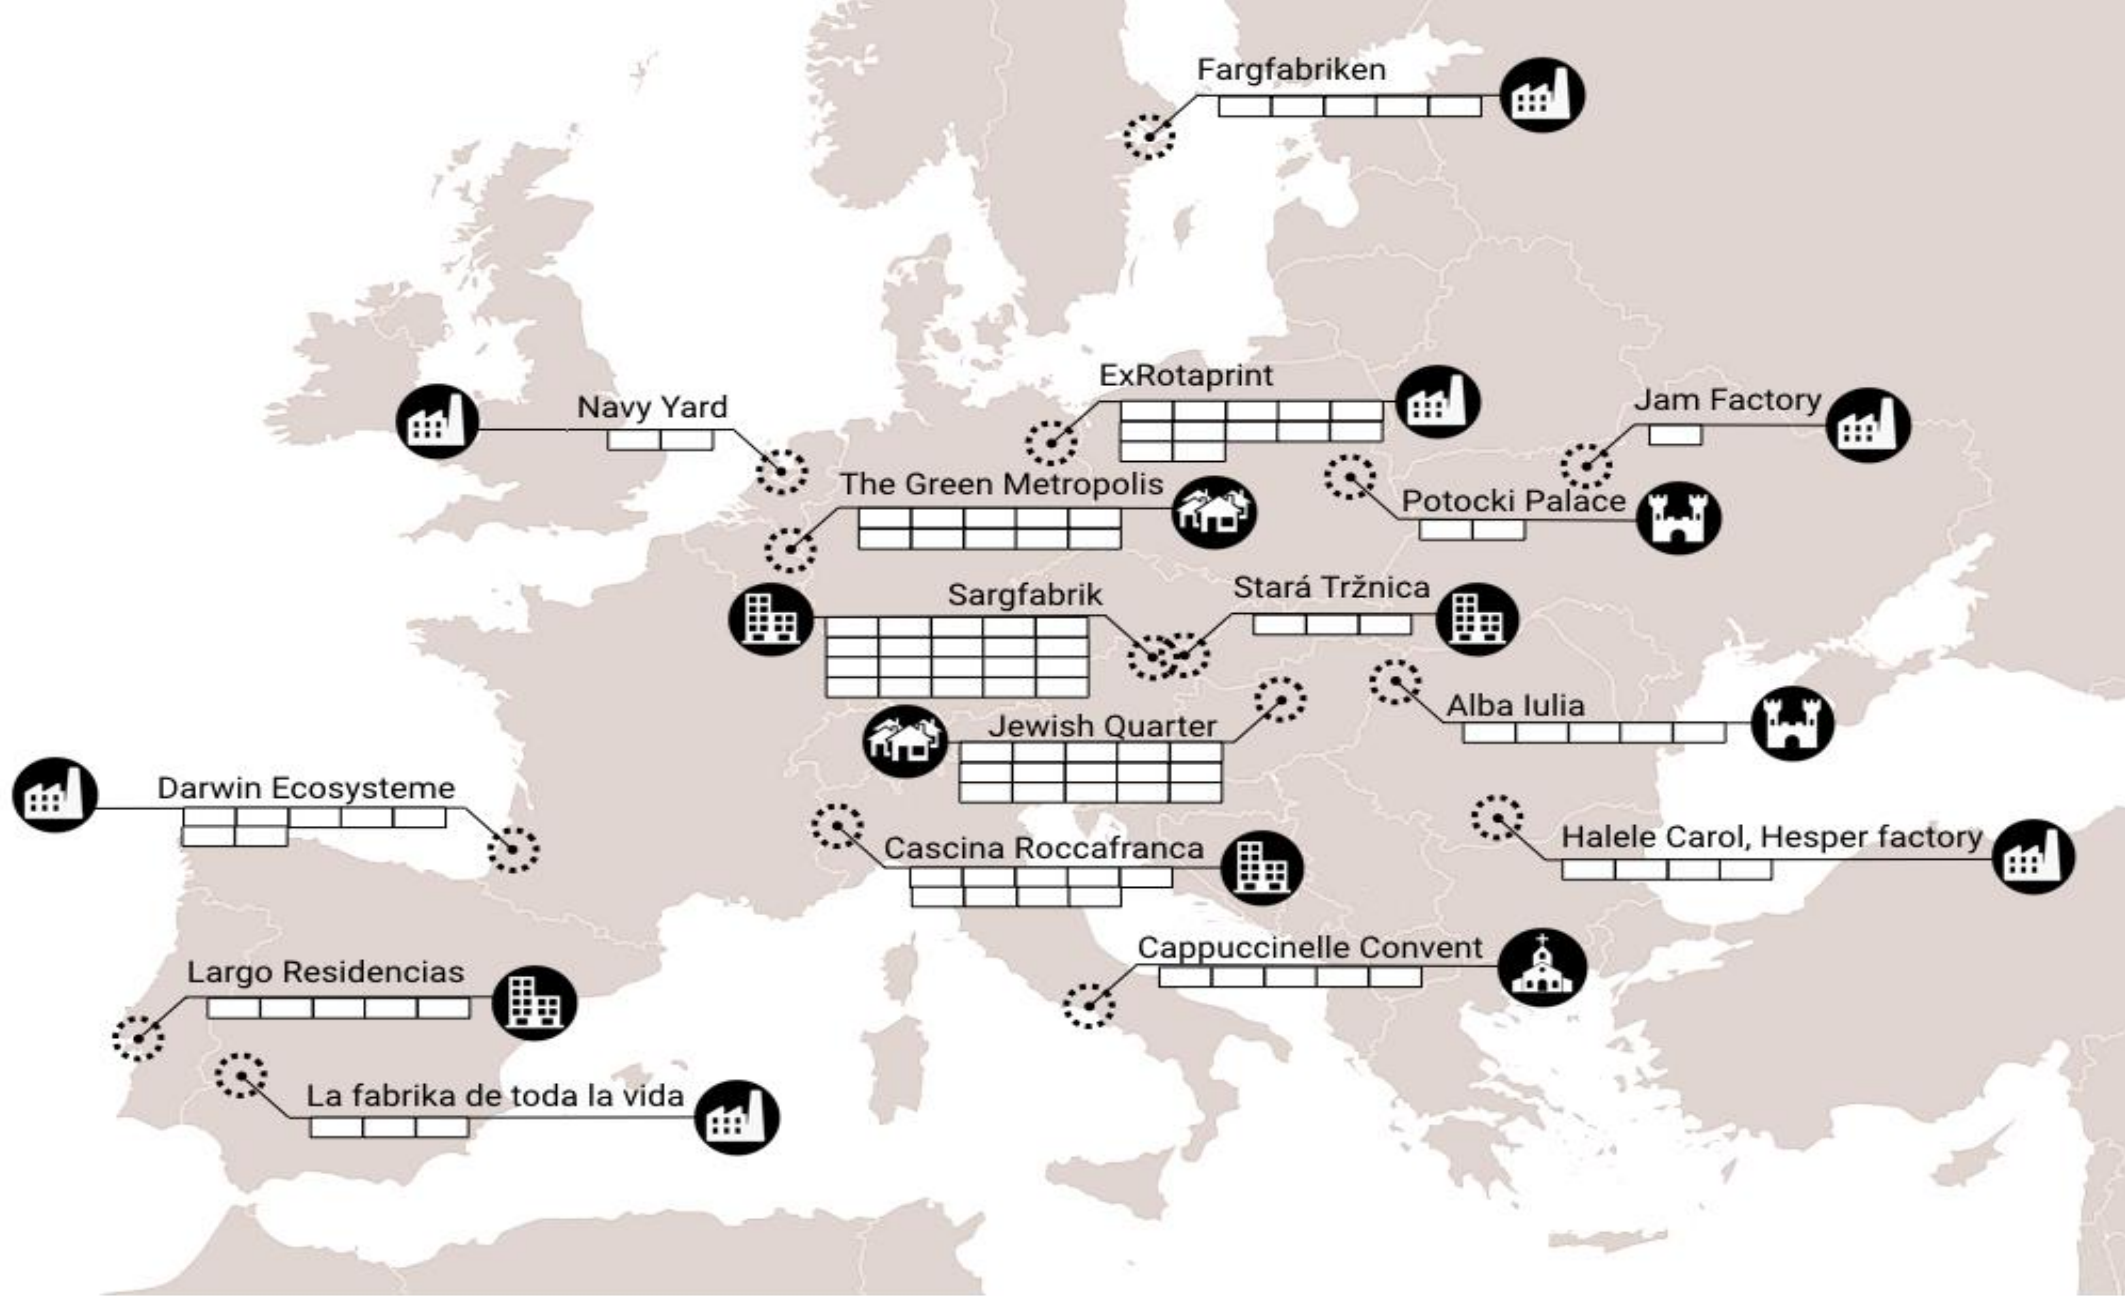 Fargfabriken
ExRotaprint
Navy Yard
Jam Factory
The Green Metropolis
Potocki Palace
Sargfabrik
Stará Tržnica
Alba Iulia
Jewish Quarter
Darwin Ecosysteme
Cascina Roccafranca
Halele Carol, Hesper factory
Cappuccinelle Convent
Largo Residencias
La fabrika de toda la vida